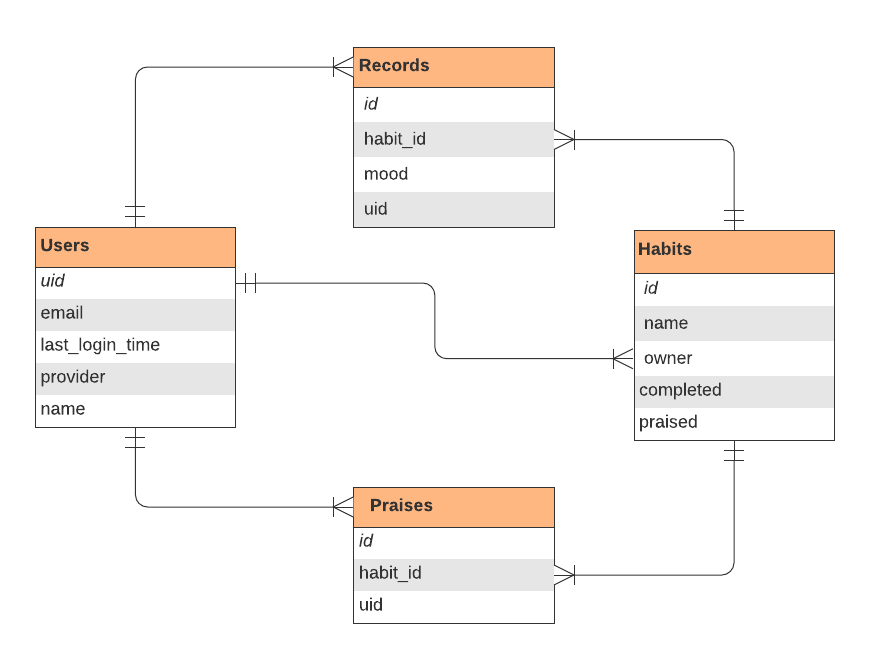 Records
id
habit_id
mood
uid
Users
uid
email
last_login_time
provider
name
Habits
id
name
owner
completed
praised
Praises
id
habit_id
uid